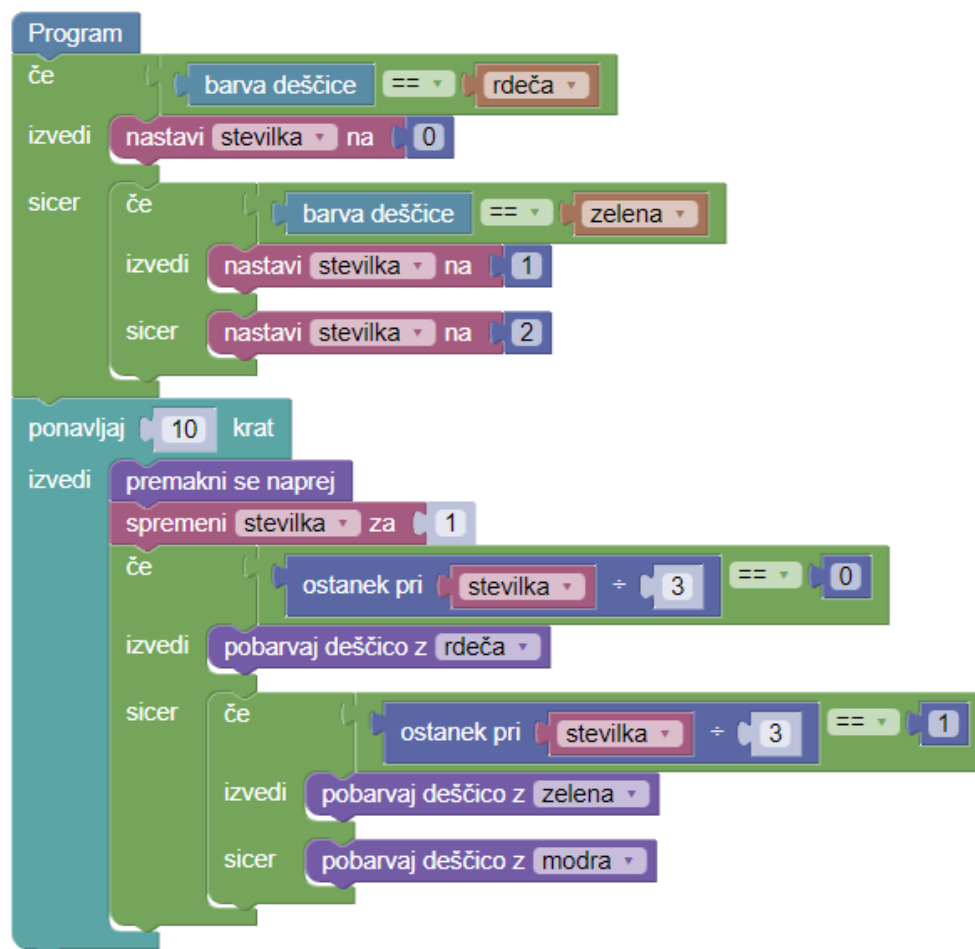 Program
če barva deščice == rdeča
izvedi nastavi stevilka na 0
sicer če barva deščice == zelena
izvedi nastavi stevilka na 1
sicer nastavi stevilka na 2
ponavljaj 10 krat
izvedi premakni se naprej
spremeni stevilka za 1
če ostanek pri stevilka ÷ 3 == 0
izvedi pobarvaj deščico z rdeča
sicer če ostanek pri stevilka ÷ 3 == 1
izvedi pobarvaj deščico z zelena
sicer pobarvaj deščico z modra